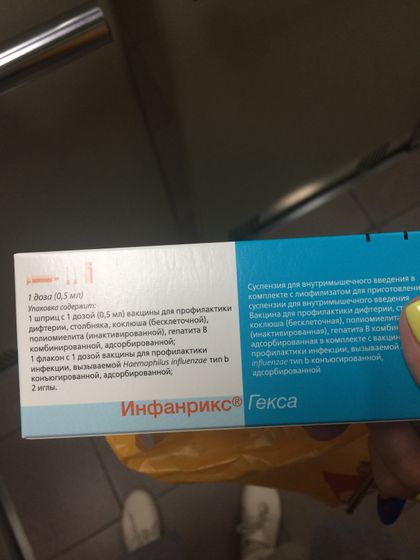 1 доза (0,5 мл)
Упаковка содержит:
1 шприц с 1 дозой (0,5 мл) вакцины для профилактики
дифтерии, столбняка, коклюша (бесклеточной),
полиомиелита (инактивированной), гепатита В
комбинированной, адсорбированной;
1 флакон с 1 дозой вакцины для профилактики
инфекции, вызываемой Haemophilus influenzae тип b
конъюгированной, адсорбированной;
2 иглы.
Суспензия для внутримышечного введения в
комплекте с лиофилизатом для приготовления
суспензии для внутримышечного введения
Вакцина для профилактики дифтерии,
коклюша (бесклеточная), полиомиелита
(инактивированная), гепатита В
адсорбированная в комплекте с
профилактики инфекции, вызываемой
influenzae тип b конъюгированной,
адсорбированной
Инфанрикс® Гекса